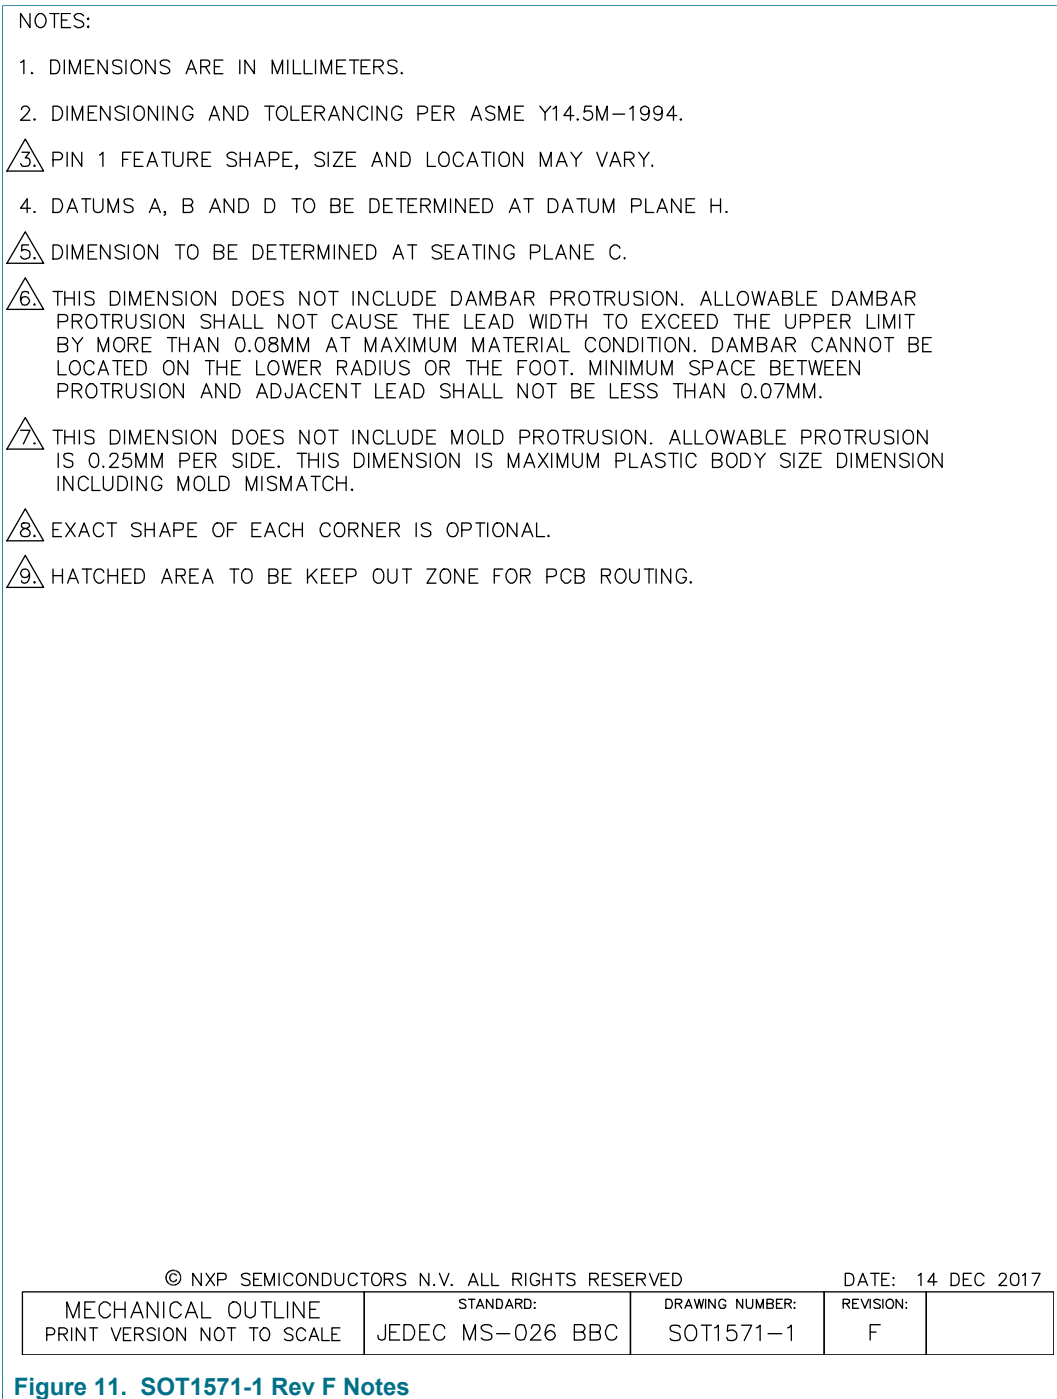 NOTES:
1. DIMENSIONS ARE IN MILLIMETERS.
2. DIMENSIONING AND TOLERANCING PER ASME Y14.5M-1994.
3. PIN 1 FEATURE SHAPE, SIZE AND LOCATION MAY VARY.
4. DATUMS A, B AND D TO BE DETERMINED AT DATUM PLANE H.
5. DIMENSION TO BE DETERMINED AT SEATING PLANE C.
6. THIS DIMENSION DOES NOT INCLUDE DAMBAR PROTRUSION. ALLOWABLE DAMBAR
PROTRUSION SHALL NOT CAUSE THE LEAD WIDTH TO EXCEED THE UPPER LIMIT
BY MORE THAN 0.08MM AT MAXIMUM MATERIAL CONDITION. DAMBAR CANNOT BE
LOCATED ON THE LOWER RADIUS OR THE FOOT. MINIMUM SPACE BETWEEN
PROTRUSION AND ADJACENT LEAD SHALL NOT BE LESS THAN 0.07MM.
7. THIS DIMENSION DOES NOT INCLUDE MOLD PROTRUSION. ALLOWABLE PROTRUSION
IS 0.25MM PER SIDE. THIS DIMENSION IS MAXIMUM PLASTIC BODY SIZE DIMENSION
INCLUDING MOLD MISMATCH.
8. EXACT SHAPE OF EACH CORNER IS OPTIONAL.
9. HATCHED AREA TO BE KEEP OUT ZONE FOR PCB ROUTING.
© NXP SEMICONDUCTORS N.V. ALL RIGHTS RESERVED DATE: 14 DEC 2017
MECHANICAL OUTLINE
PRINT VERSION NOT TO SCALE
STANDARD:
JEDEC MS-026 BBC
DRAWING NUMBER:
SOT1571-1
REVISION:
F
Figure 11. SOT1571-1 Rev F Notes